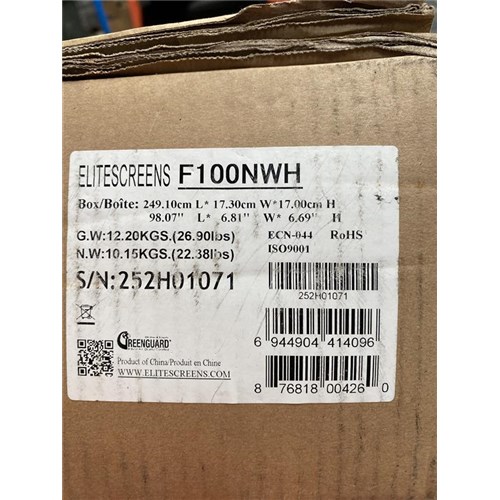 ELITESCREENS F100NWH
Box/Boîte: 249.10cm L* 17.30cm W*17.00cm H
98.07" L* 6.81" W* 6.69" H
G.W:12.20KGS.(26.90lbs) ECN-044 RoHS
N.W:10.15KGS.(22.38lbs) ISO9001
S/N:252H01071
252H01071
GREENGUARD
6 944904 414096
Product of China/Produit en Chine
WWW.ELITESCREENS.COM
8 76818 00426 0